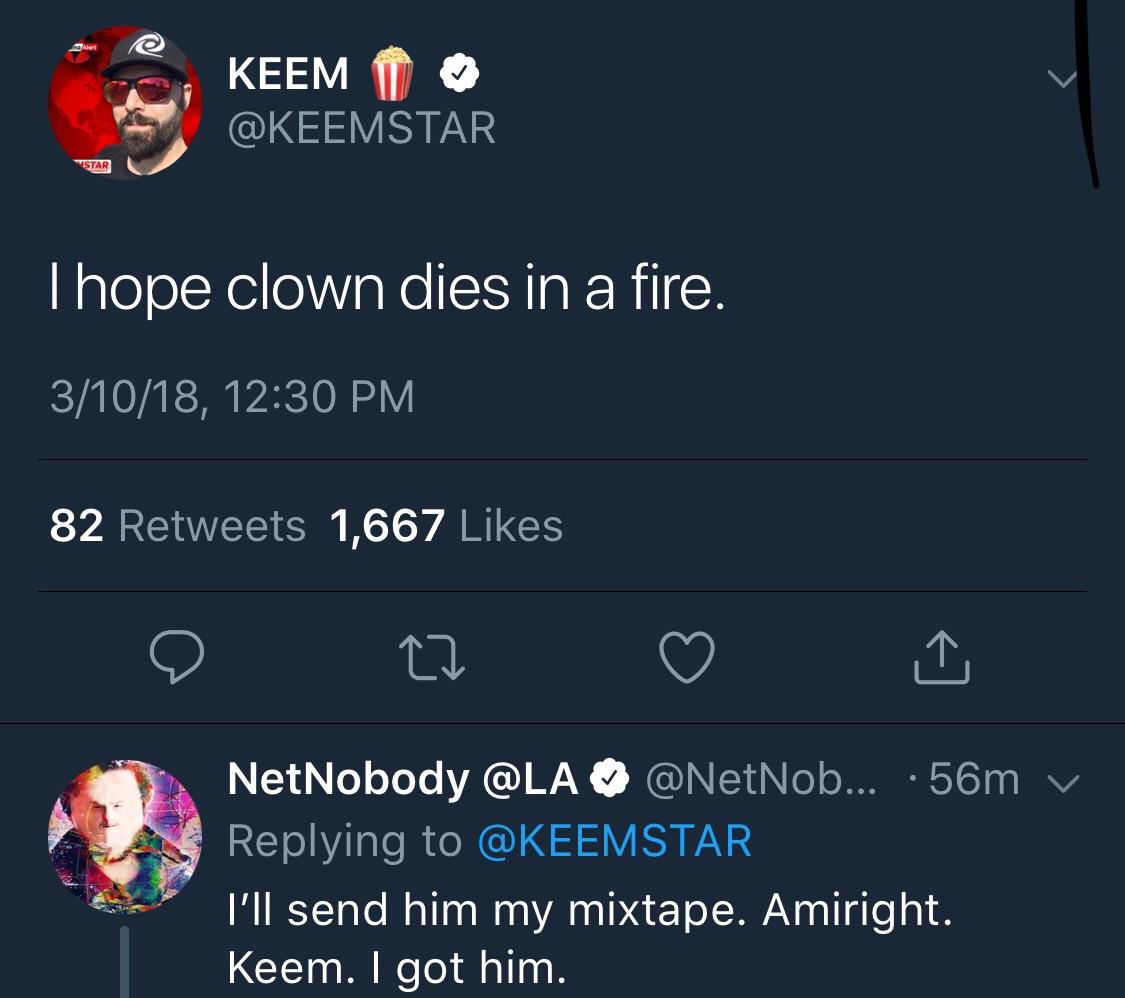 KEEM 🍿
@KEEMSTAR
I hope clown dies in a fire.
3/10/18, 12:30 PM
82 Retweets 1,667 Likes
NetNobody @LA @NetNob... · 56m
Replying to @KEEMSTAR
I’ll send him my mixtape. Amiright.
Keem. I got him.